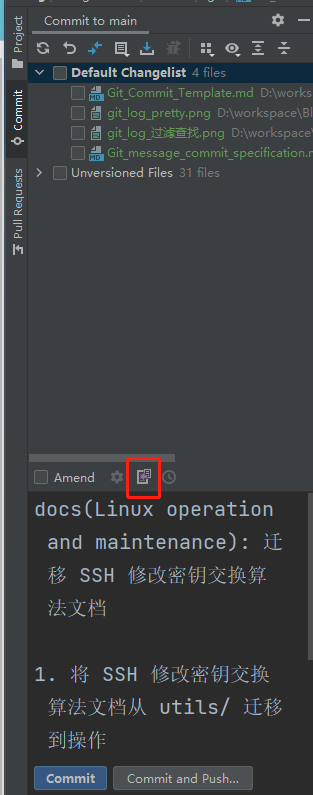 Project
Commit
Pull Requests
Commit to main
Default Changelist 4 files
Git_Commit_Template.md D:\works
git_log_pretty.png D:\workspace\Bl
git_log_过滤查找.png D:\workspace\
Git_message_commit_specification.m
Unversioned Files 31 files
Amend
docs(Linux operation
and maintenance): 迁
移 SSH 修改密钥交换算
法文档
1. 将 SSH 修改密钥交换
算法文档从 utils/ 迁移
到操作
Commit
Commit and Push...